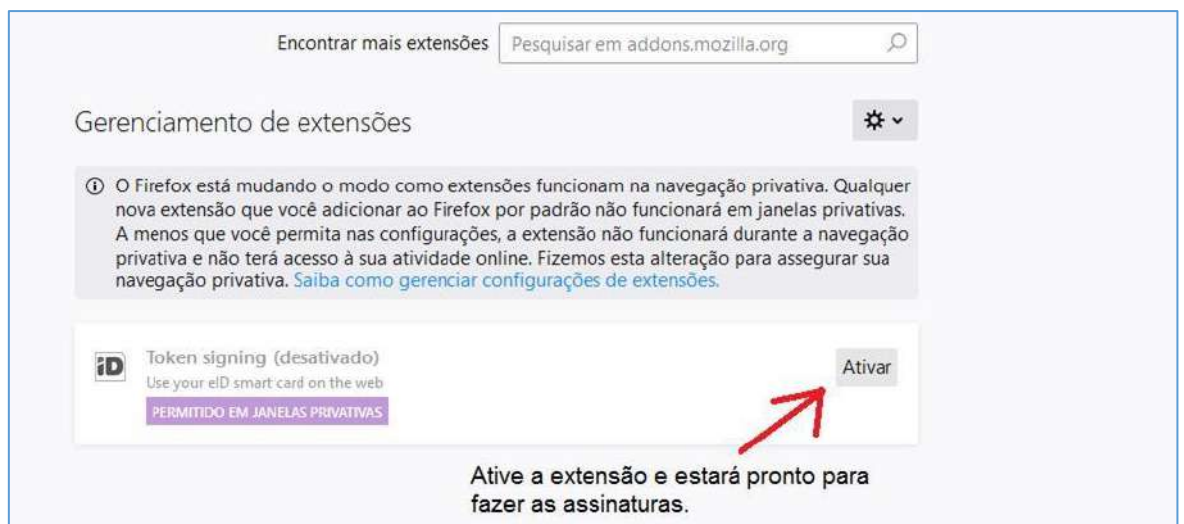 Encontrar mais extensões Pesquisar em addons.mozilla.org
Gerenciamento de extensões
O Firefox está mudando o modo como extensões funcionam na navegação privativa. Qualquer
nova extensão que você adicionar ao Firefox por padrão não funcionará em janelas privativas.
A menos que você permita nas configurações, a extensão não funcionará durante a navegação
privativa e não terá acesso à sua atividade online. Fizemos esta alteração para assegurar sua
navegação privativa. Saiba como gerenciar configurações de extensões.
iD
Token signing (desativado)
Ativar
Use your eID smart card on the web
PERMITIDO EM JANELAS PRIVATIVAS
Ative a extensão e estará pronto para
fazer as assinaturas.